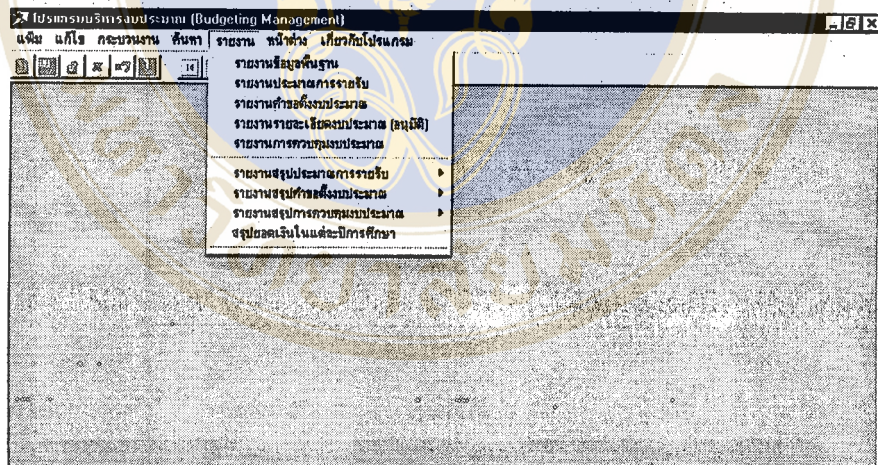 โปรแกรมบริหารงบประมาณ (Budgeting Management)
แฟ้ม แก้ไข กระบวนงาน ค้นหา รายงาน หน้าต่าง เกี่ยวกับโปรแกรม
รายงานข้อมูลพื้นฐาน
รายงานประมาณการรายรับ
รายงานคำขอตั้งงบประมาณ
รายงานรายละเอียดงบประมาณ (อนุมัติ)
รายงานการควบคุมงบประมาณ
รายงานสรุปประมาณการรายรับ
รายงานสรุปคำขอตั้งงบประมาณ
รายงานสรุปการควบคุมงบประมาณ
สรุปยอดเงินในแต่ละปีการศึกษา
มหาวิทยาลัยมหิดล